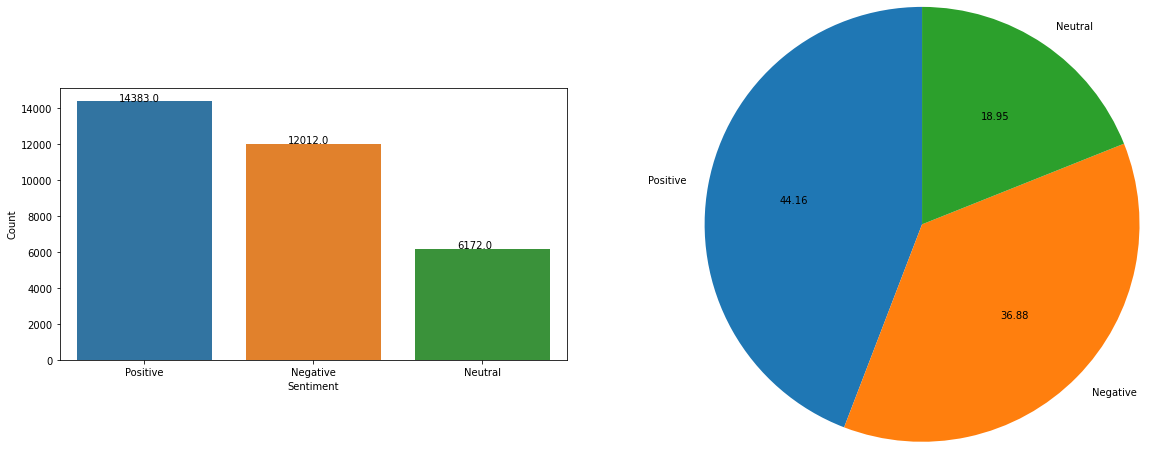 14383.0
12012.0
6172.0
14000
12000
10000
8000
6000
4000
2000
0
Count
Positive
Negative
Neutral
Sentiment
Neutral
18.95
Positive
44.16
36.88
Negative